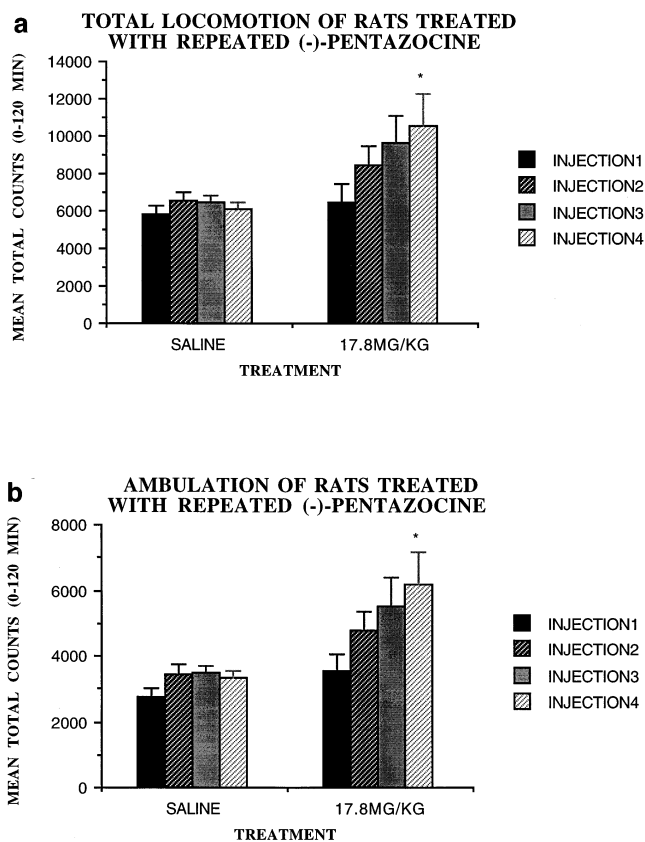 a
TOTAL LOCOMOTION OF RATS TREATED
WITH REPEATED (-)-PENTAZOCINE
MEAN TOTAL COUNTS (0-120 MIN)
14000
12000
10000
8000
6000
4000
2000
0
*
SALINE
17.8MG/KG
TREATMENT
INJECTION1
INJECTION2
INJECTION3
INJECTION4
b
AMBULATION OF RATS TREATED
WITH REPEATED (-)-PENTAZOCINE
MEAN TOTAL COUNTS (0-120 MIN)
8000
6000
4000
2000
0
*
SALINE
17.8MG/KG
TREATMENT
INJECTION1
INJECTION2
INJECTION3
INJECTION4